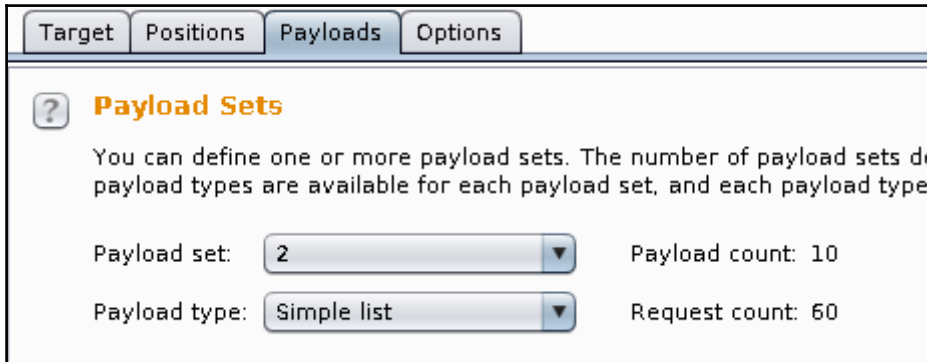 Target Positions Payloads Options
? Payload Sets
You can define one or more payload sets. The number of payload sets
payload types are available for each payload set, and each payload type
Payload set: 2 Payload count: 10
Payload type: Simple list Request count: 60